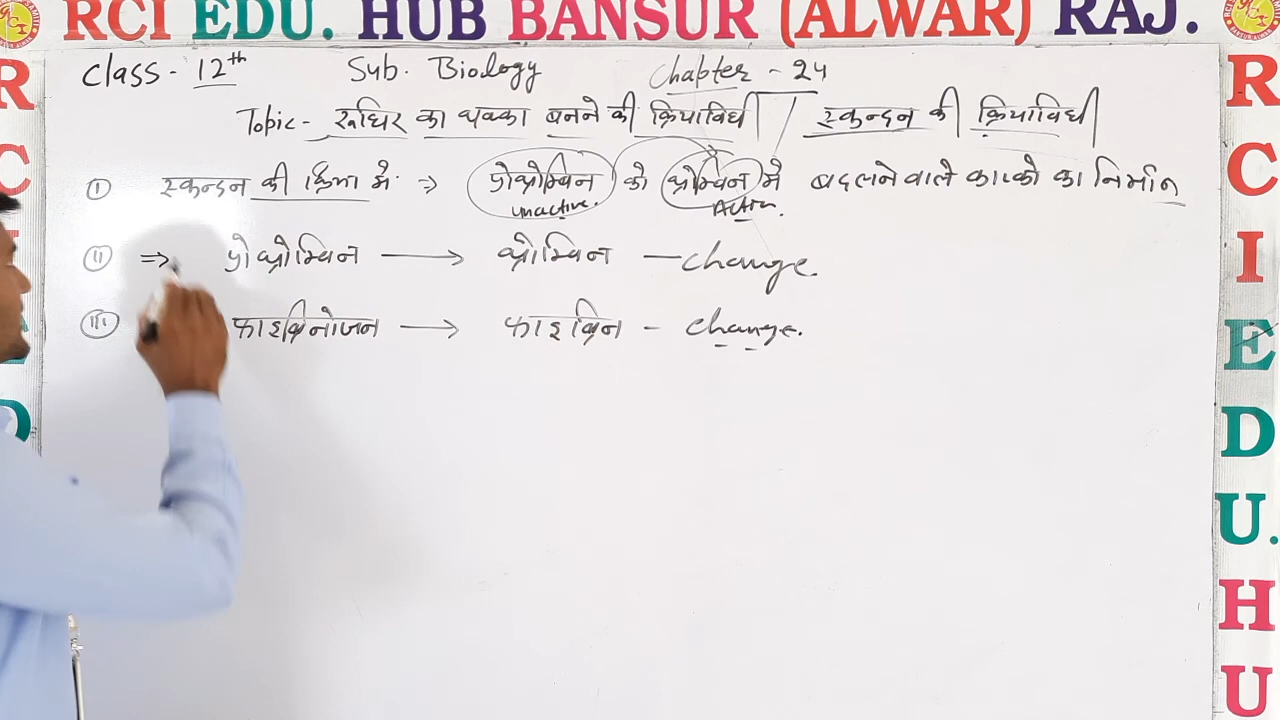 RCI EDU. HUB BANSUR (ALWAR) RAJ.
Class - 12th Sub. Biology Chapter - 24
Topic - रूधिर का थक्का बनने की क्रियाविधी / स्कन्दन की क्रियाविधी
(I) स्कन्दन की क्रिया में ⇒ प्रोथ्रोम्बिन को थ्रोम्बिन में बदलने वाले कारको का निर्मान
unactive. Active.
(II) ⇒ प्रोथ्रोम्बिन ⟶ थ्रोम्बिन — change.
(III) फाइब्रिनोजन ⟶ फाइब्रिन - change.
R
C
R
C
I
E
D
U.
H
U